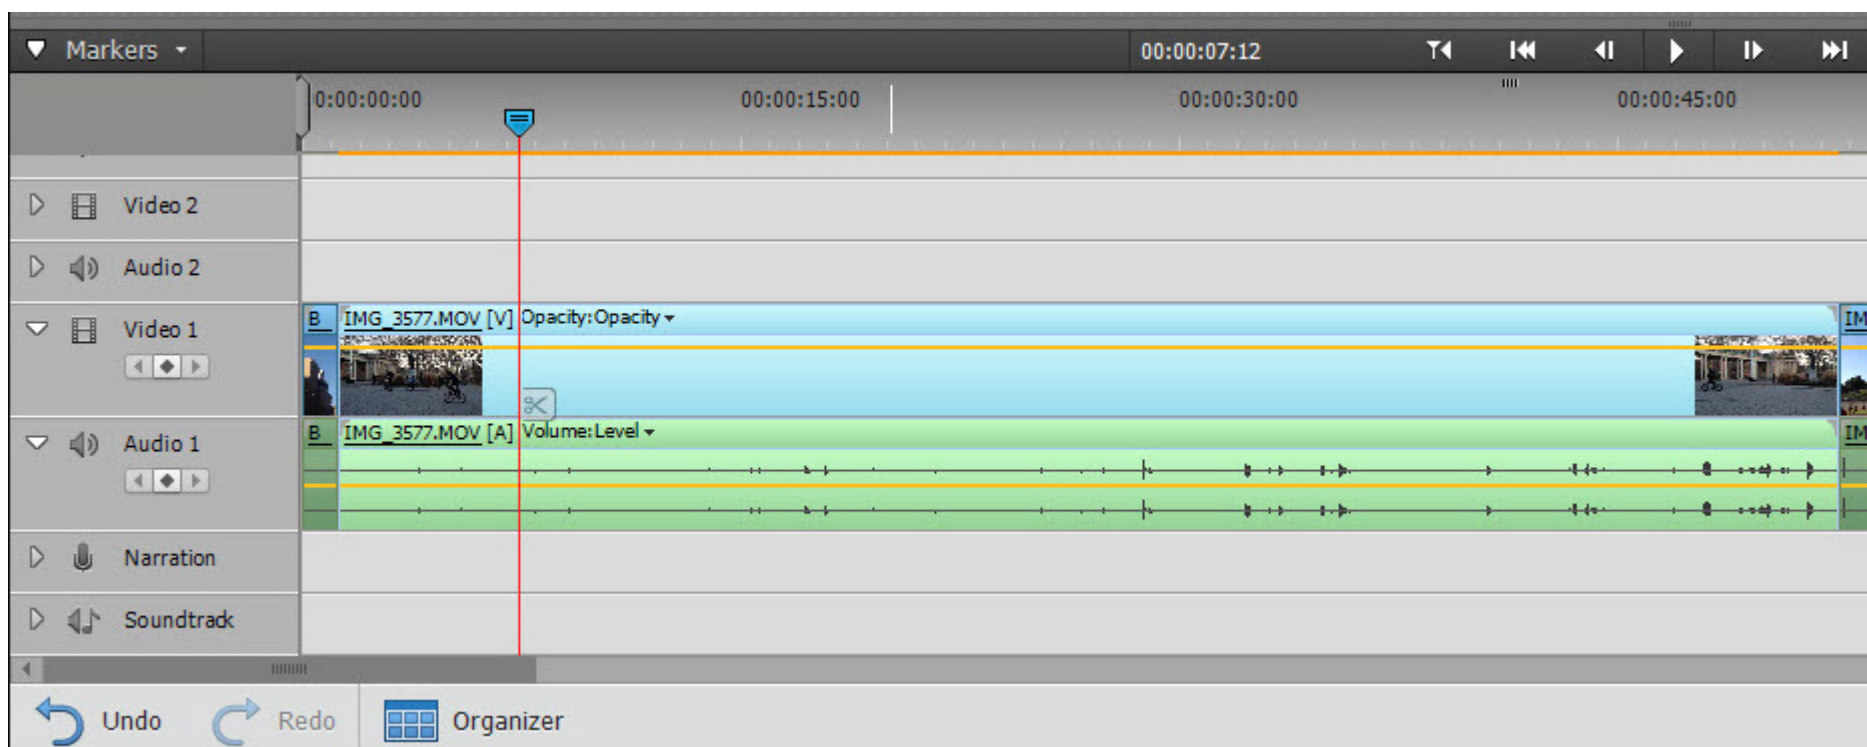 Markers 00:00:07:12
0:00:00:00 00:00:15:00 00:00:30:00 00:00:45:00
Video 2
Audio 2
Video 1
B IMG_3577.MOV [V] Opacity:Opacity IM
Audio 1
B IMG_3577.MOV [A] Volume:Level IM
Narration
Soundtrack
Undo Redo Organizer